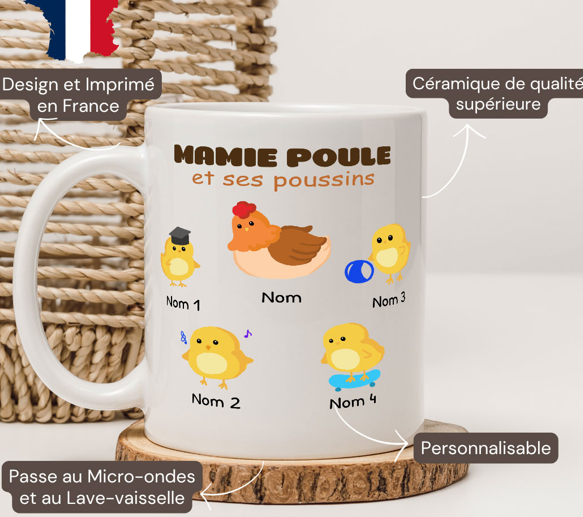 Design et Imprimé
en France
Céramique de qualité
supérieure
MAMIE POULE
et ses poussins
Nom 1
Nom
Nom 3
Nom 2
Nom 4
Personnalisable
Passe au Micro-ondes
et au Lave-vaisselle